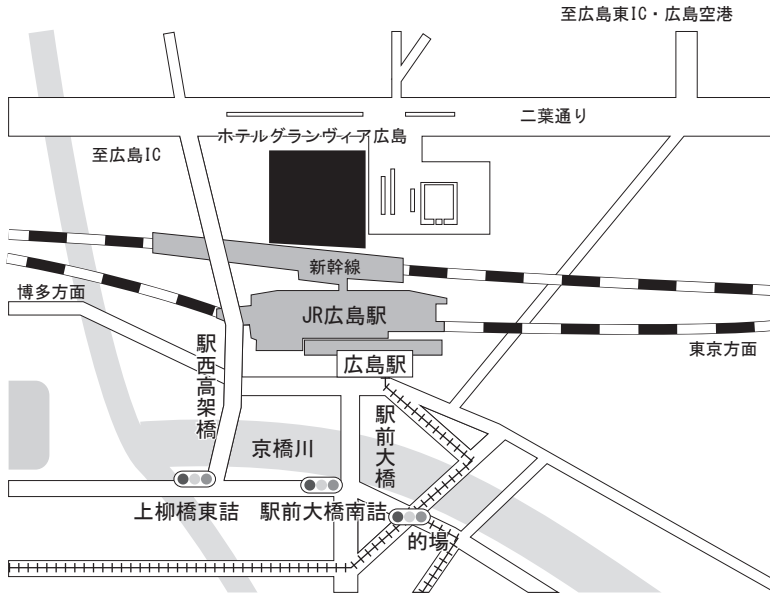 至広島東IC・広島空港
二葉通り
ホテルグランヴィア広島
至広島IC
新幹線
博多方面
JR広島駅
東京方面
駅西高架橋
広島駅
駅前大橋
京橋川
上柳橋東詰
駅前大橋南詰
的場